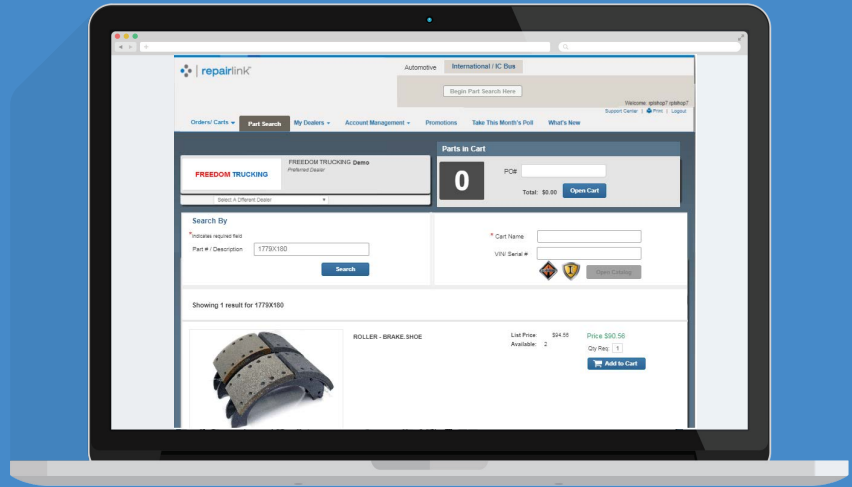 repairlink
Automotive
International / IC Bus
Begin Part Search Here
Welcome: rptshop7 rptshop7
Support Center | Print | Logout
Orders/ Carts
Part Search
My Dealers
Account Management
Promotions
Take This Month's Poll
What's New
FREEDOM TRUCKING
FREEDOM TRUCKING Demo
Preferred Dealer
Select A Different Dealer
Parts in Cart
0
PO#
Total: $0.00
Open Cart
Search By
*Indicates required field
Part # / Description
1779X180
Search
* Cart Name
VIN/ Serial #
Open Catalog
Showing 1 result for 1779X180
ROLLER - BRAKE.SHOE
List Price: $94.56
Available: 2
Price $90.56
Qty Req: 1
Add to Cart